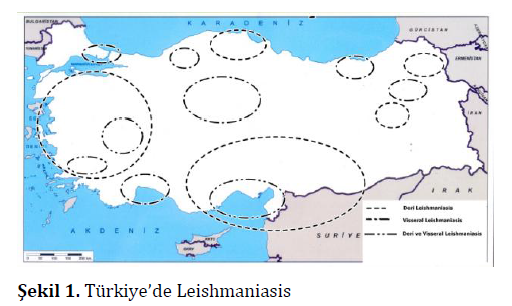 BULGARİSTAN
KARADENİZ
GÜRCİSTAN
ERMENİSTAN
İRAN
IRAK
SURİYE
AKDENİZ
Deri Leishmaniasis
Visseral Leishmaniasis
Deri ve Visseral Leishmaniasis
Şekil 1. Türkiye’de Leishmaniasis